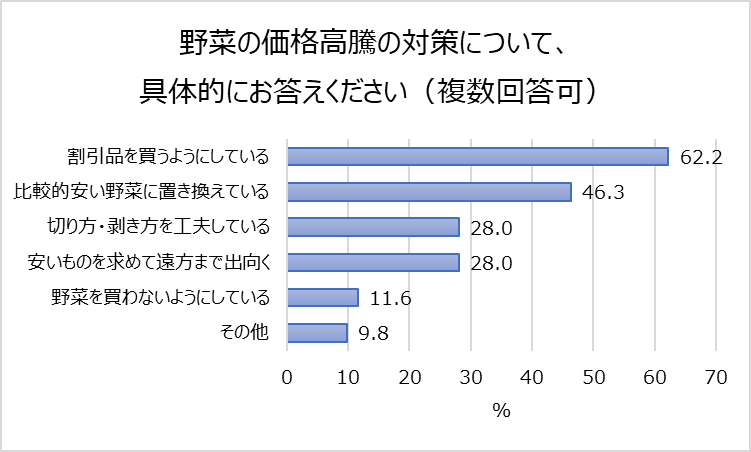 野菜の価格高騰の対策について、
具体的にお答えください（複数回答可）
割引品を買うようにしている 62.2
比較的安い野菜に置き換えている 46.3
切り方・剥き方を工夫している 28.0
安いものを求めて遠方まで出向く 28.0
野菜を買わないようにしている 11.6
その他 9.8
0 10 20 30 40 50 60 70
%